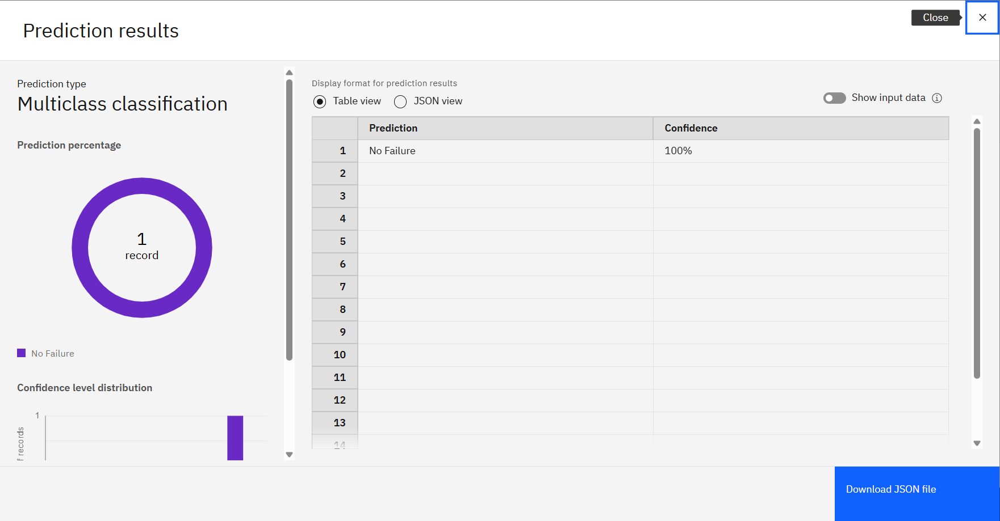 Prediction results
Close
Prediction type
Multiclass classification
Prediction percentage
1
record
No Failure
Confidence level distribution
1
f records
Display format for prediction results
Table view JSON view
Show input data
Prediction Confidence
1 No Failure 100%
2
3
4
5
6
7
8
9
10
11
12
13
14
Download JSON file